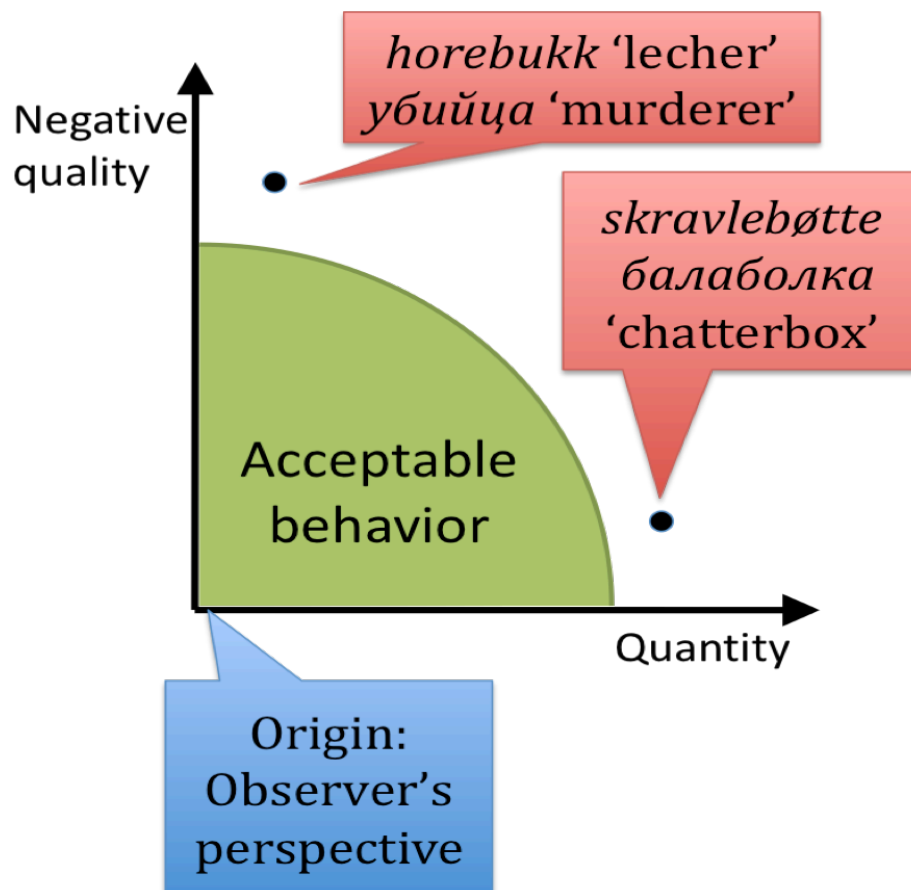 horebukk ‘lecher’
убийца ‘murderer’
Negative
quality
skravlebøtte
балаболка
‘chatterbox’
Acceptable
behavior
Quantity
Origin:
Observer’s
perspective